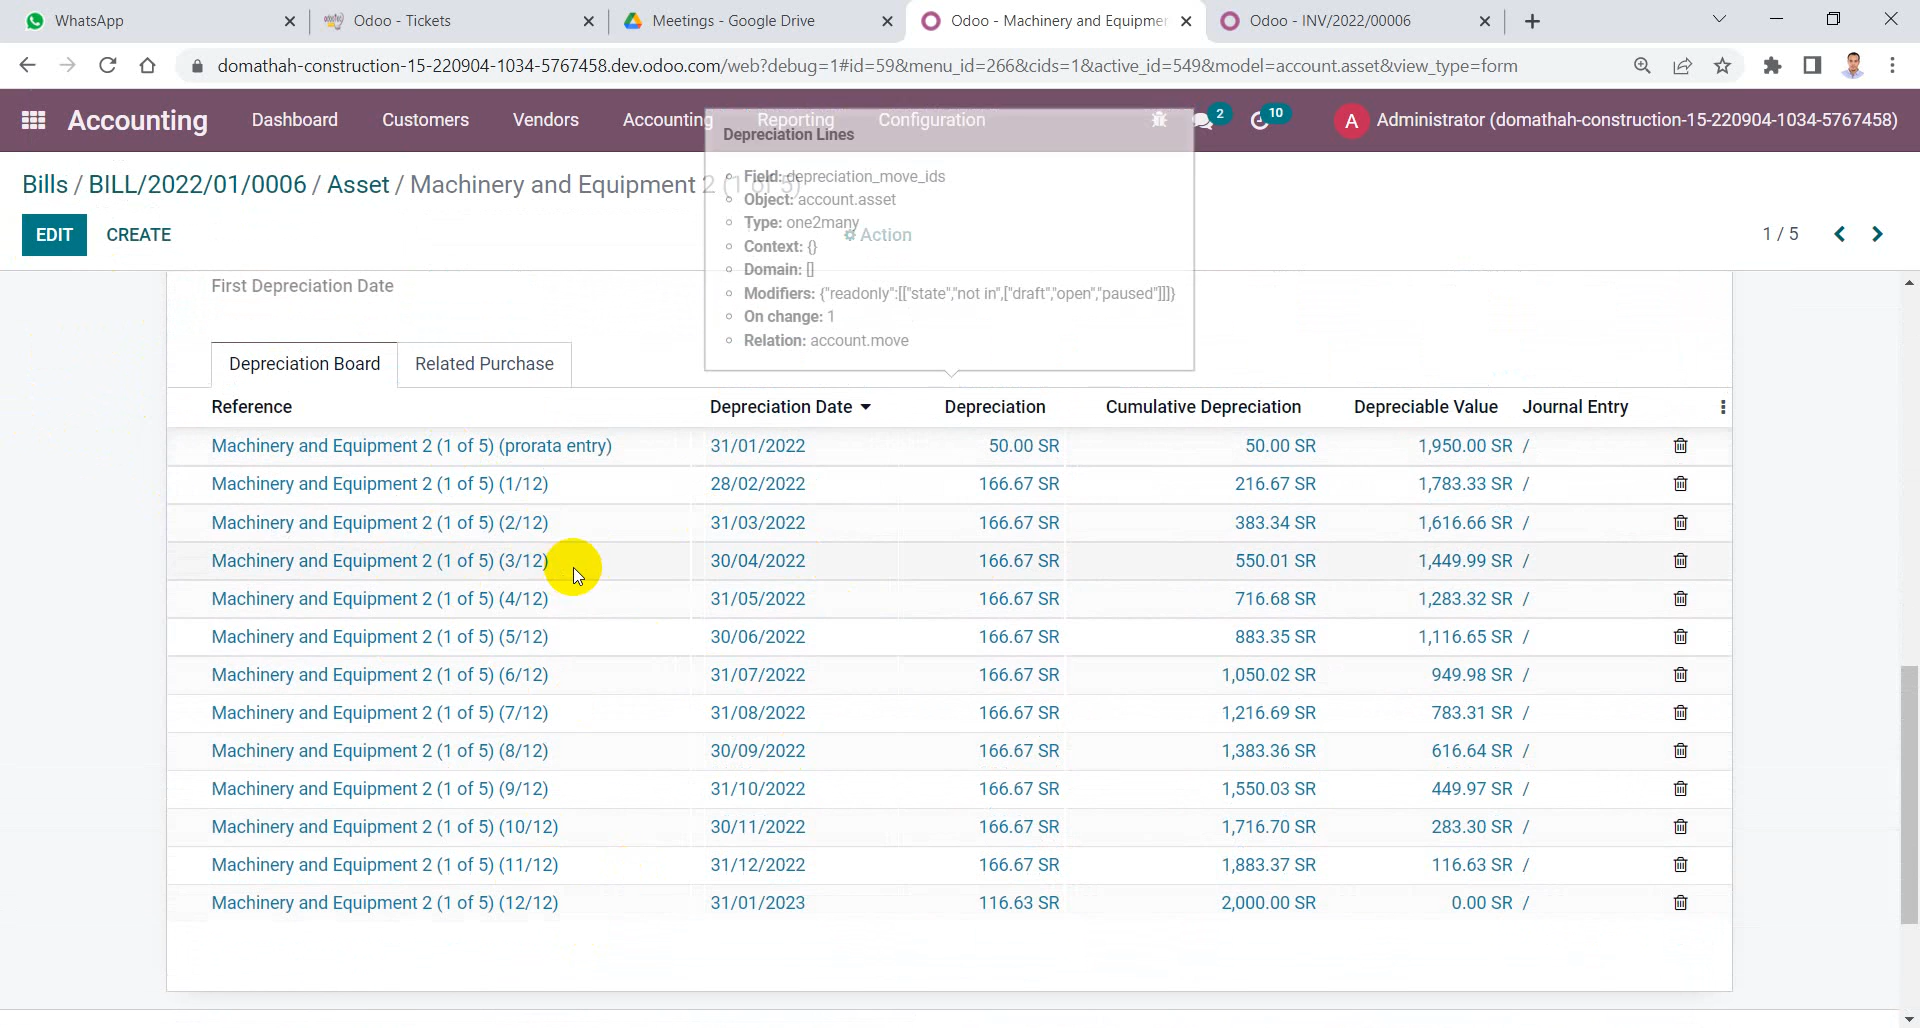 WhatsApp
Odoo - Tickets
Meetings - Google Drive
Odoo - Machinery and Equipmer
Odoo - INV/2022/00006
domathah-construction-15-220904-1034-5767458.dev.odoo.com/web?debug=1#id=59&menu_id=266&cids=1&active_id=549&model=account.asset&view_type=form
Accounting Dashboard Customers Vendors Accounting Reporting Configuration 2 10 A Administrator (domathah-construction-15-220904-1034-5767458)
Bills / BILL/2022/01/0006 / Asset / Machinery and Equipment 2 (1 of 5)
EDIT CREATE Action 1 / 5
Depreciation Lines
Field: depreciation_move_ids
Object: account.asset
Type: one2many
Context: {}
Domain: []
Modifiers: {"readonly":[["state","not in",["draft","open","paused"]]]}
On change: 1
Relation: account.move
First Depreciation Date
Depreciation Board Related Purchase
Reference Depreciation Date Depreciation Cumulative Depreciation Depreciable Value Journal Entry
Machinery and Equipment 2 (1 of 5) (prorata entry) 31/01/2022 50.00 SR 50.00 SR 1,950.00 SR /
Machinery and Equipment 2 (1 of 5) (1/12) 28/02/2022 166.67 SR 216.67 SR 1,783.33 SR /
Machinery and Equipment 2 (1 of 5) (2/12) 31/03/2022 166.67 SR 383.34 SR 1,616.66 SR /
Machinery and Equipment 2 (1 of 5) (3/12) 30/04/2022 166.67 SR 550.01 SR 1,449.99 SR /
Machinery and Equipment 2 (1 of 5) (4/12) 31/05/2022 166.67 SR 716.68 SR 1,283.32 SR /
Machinery and Equipment 2 (1 of 5) (5/12) 30/06/2022 166.67 SR 883.35 SR 1,116.65 SR /
Machinery and Equipment 2 (1 of 5) (6/12) 31/07/2022 166.67 SR 1,050.02 SR 949.98 SR /
Machinery and Equipment 2 (1 of 5) (7/12) 31/08/2022 166.67 SR 1,216.69 SR 783.31 SR /
Machinery and Equipment 2 (1 of 5) (8/12) 30/09/2022 166.67 SR 1,383.36 SR 616.64 SR /
Machinery and Equipment 2 (1 of 5) (9/12) 31/10/2022 166.67 SR 1,550.03 SR 449.97 SR /
Machinery and Equipment 2 (1 of 5) (10/12) 30/11/2022 166.67 SR 1,716.70 SR 283.30 SR /
Machinery and Equipment 2 (1 of 5) (11/12) 31/12/2022 166.67 SR 1,883.37 SR 116.63 SR /
Machinery and Equipment 2 (1 of 5) (12/12) 31/01/2023 116.63 SR 2,000.00 SR 0.00 SR /